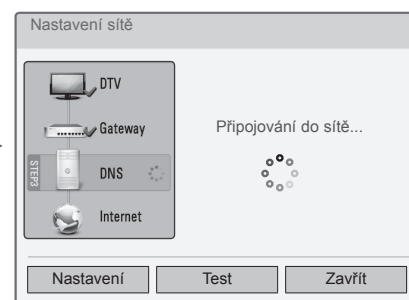 Nastavení sítě
DTV
Gateway
Připojování do sítě...
STEP3
DNS
Internet
Nastavení
Test
Zavřít